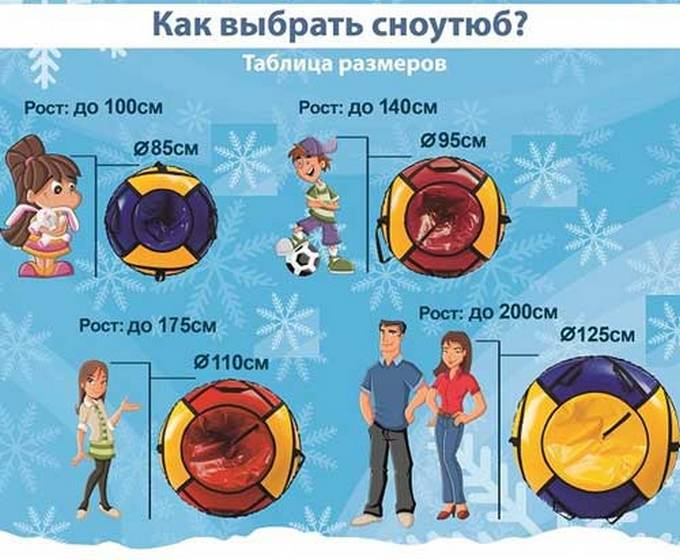 Как выбрать сноутюб?
Таблица размеров
Рост: до 100см
Ø85см
Рост: до 140см
Ø95см
Рост: до 175см
Ø110см
Рост: до 200см
Ø125см